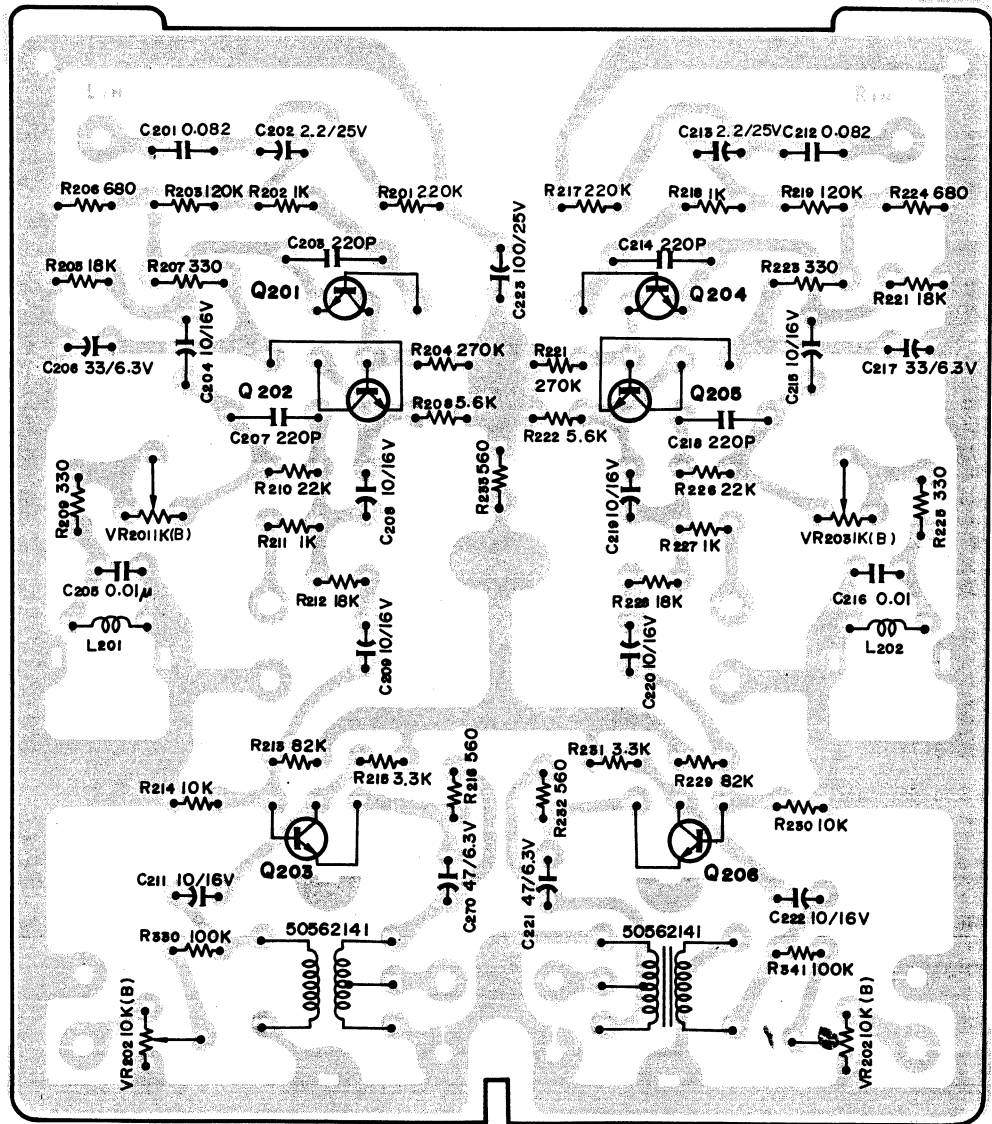 L IN
R IN
C201 0.082
C202 2.2/25V
C213 2.2/25V
C212 0.082
R206 680
R203 120K
R202 1K
R201 220K
R217 220K
R218 1K
R219 120K
R224 680
C203 220P
C214 220P
R205 18K
R207 330
Q201
C223 100/25V
Q204
R223 330
R221 18K
C206 33/6.3V
C204 10/16V
R204 270K
R221
270K
C215 10/16V
C217 33/6.3V
Q202
Q205
R208 5.6K
C207 220P
R222 5.6K
C218 220P
R209 330
R210 22K
C208 10/16V
R233 560
C219 10/16V
R226 22K
R225 330
VR201 1K(B)
R211 1K
R227 1K
VR203 1K(B)
C205 0.01µ
R212 18K
R228 18K
C216 0.01
L201
C209 10/16V
C220 10/16V
L202
R213 82K
R215 3.3K
R216 560
R231 3.3K
R232 560
R229 82K
R214 10K
R230 10K
Q203
C270 47/6.3V
C221 47/6.3V
Q206
C211 10/16V
C222 10/16V
R330 100K
50562141
50562141
R341 100K
VR202 10K(B)
VR202 10K(B)